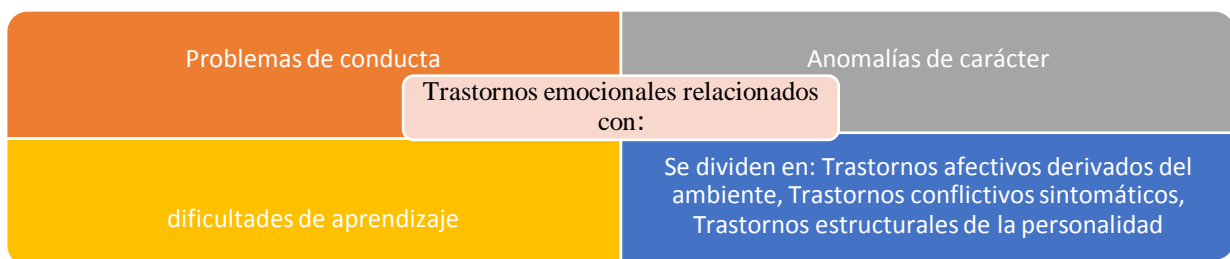 Problemas de conducta
Anomalías de carácter
Trastornos emocionales relacionados
con:
dificultades de aprendizaje
Se dividen en: Trastornos afectivos derivados del
ambiente, Trastornos conflictivos sintomáticos,
Trastornos estructurales de la personalidad